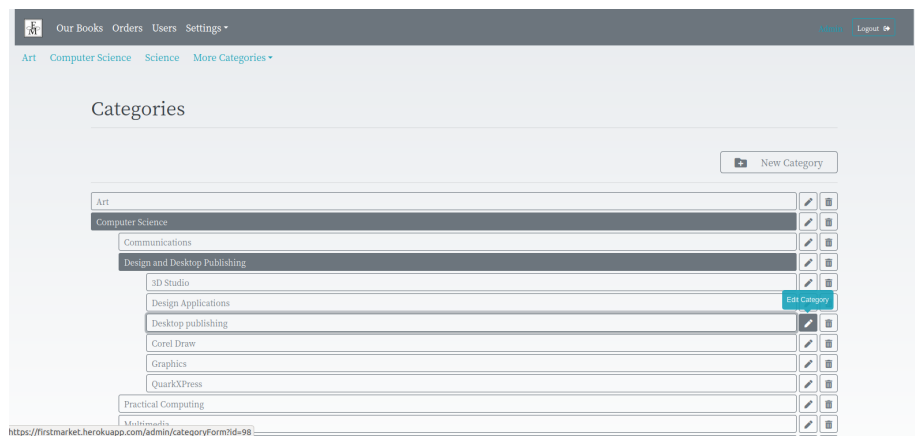 FM
Our Books Orders Users Settings
Logout
Art Computer Science Science More Categories
Categories
New Category
Art
Computer Science
Communications
Design and Desktop Publishing
3D Studio
Design Applications
Edit Category
Desktop publishing
Corel Draw
Graphics
QuarkXPress
Practical Computing
Multimedia
https://firstmarket.herokuapp.com/admin/categoryForm?id=98